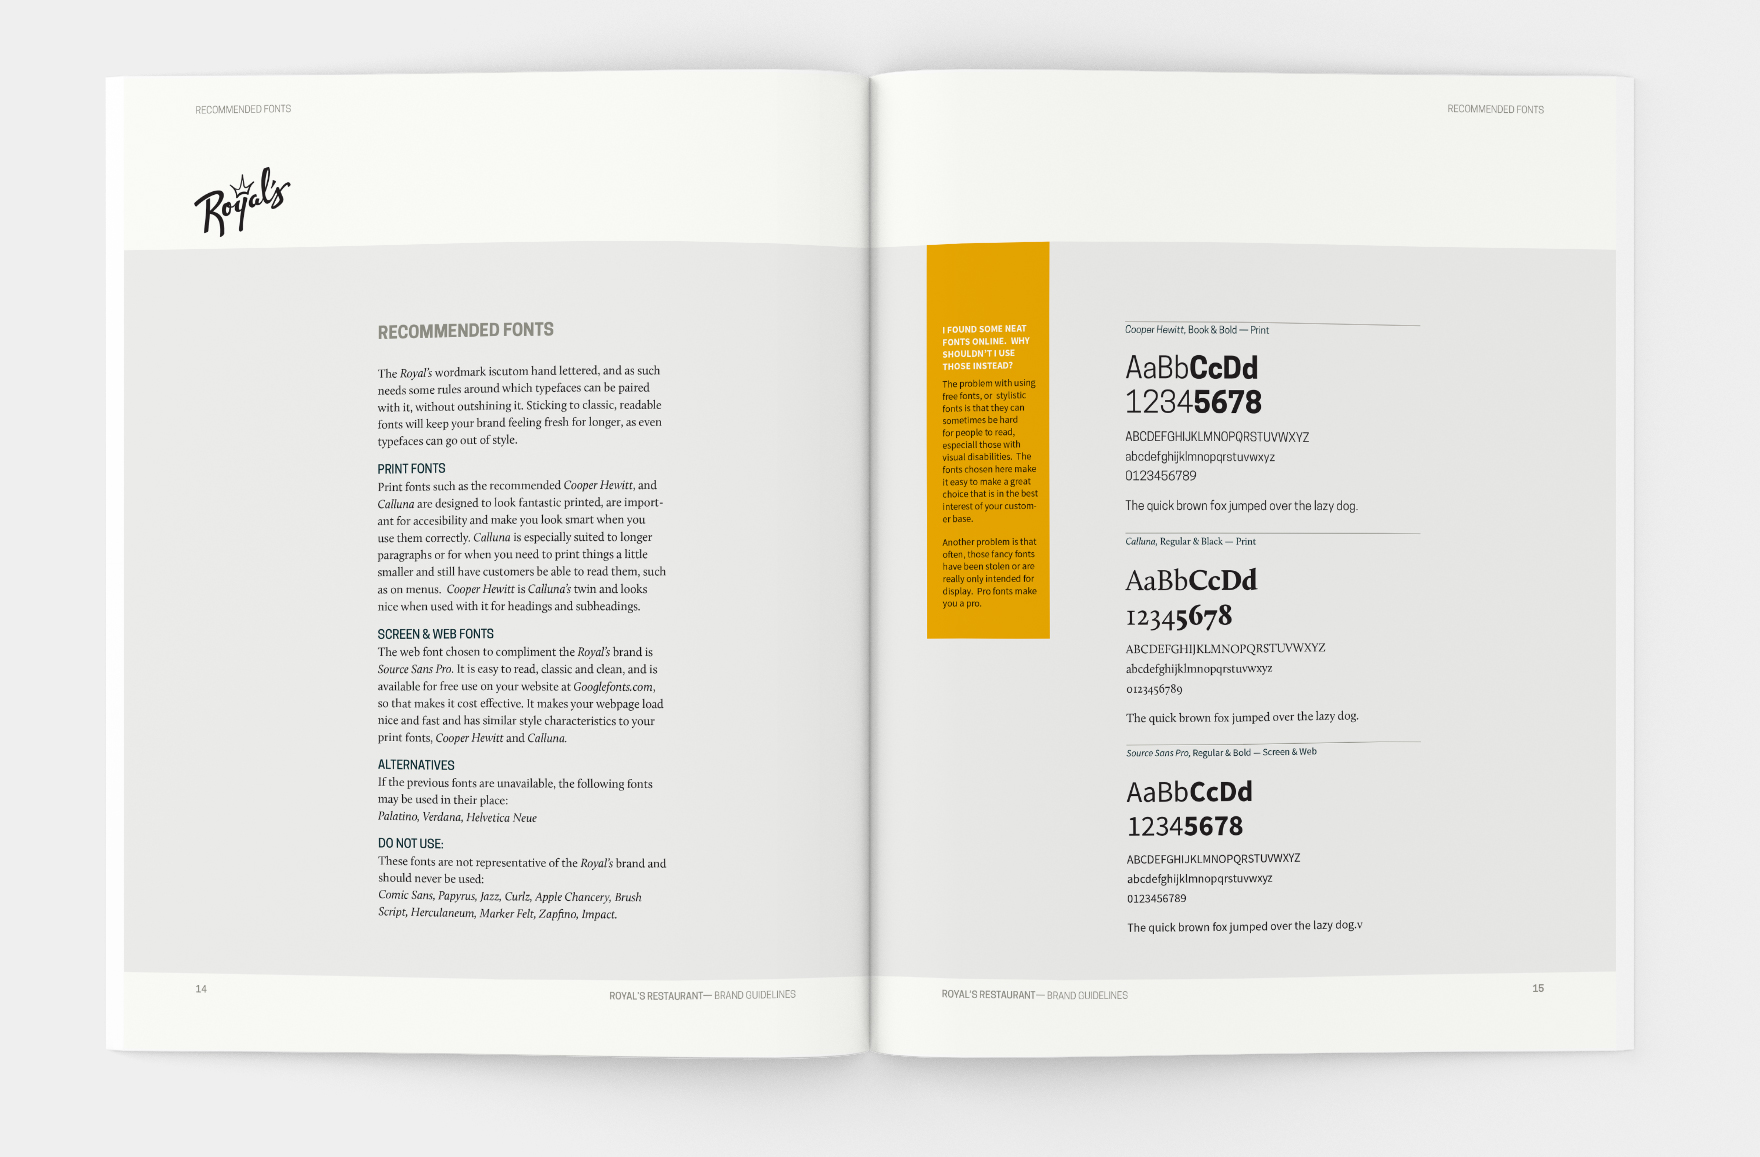 RECOMMENDED FONTS
Royal's
RECOMMENDED FONTS
The Royal's wordmark iscutom hand lettered, and as such
needs some rules around which typefaces can be paired
with it, without outshining it. Sticking to classic, readable
fonts will keep your brand feeling fresh for longer, as even
typefaces can go out of style.
PRINT FONTS
Print fonts such as the recommended Cooper Hewitt, and
Calluna are designed to look fantastic printed, are import-
ant for accesibility and make you look smart when you
use them correctly. Calluna is especially suited to longer
paragraphs or for when you need to print things a little
smaller and still have customers be able to read them, such
as on menus.  Cooper Hewitt is Calluna's twin and looks
nice when used with it for headings and subheadings.
SCREEN & WEB FONTS
The web font chosen to compliment the Royal's brand is
Source Sans Pro. It is easy to read, classic and clean, and is
available for free use on your website at Googlefonts.com,
so that makes it cost effective. It makes your webpage load
nice and fast and has similar style characteristics to your
print fonts, Cooper Hewitt and Calluna.
ALTERNATIVES
If the previous fonts are unavailable, the following fonts
may be used in their place:
Palatino, Verdana, Helvetica Neue
DO NOT USE:
These fonts are not representative of the Royal's brand and
should never be used:
Comic Sans, Papyrus, Jazz, Curlz, Apple Chancery, Brush
Script, Herculaneum, Marker Felt, Zapfino, Impact.
14
ROYAL'S RESTAURANT— BRAND GUIDELINES
RECOMMENDED FONTS
I FOUND SOME NEAT
FONTS ONLINE.  WHY
SHOULDN'T I USE
THOSE INSTEAD?
The problem with using
free fonts, or  stylistic
fonts is that they can
sometimes be hard
for people to read,
especiall those with
visual disabilities.  The
fonts chosen here make
it easy to make a great
choice that is in the best
interest of your custom-
er base.
Another problem is that
often, those fancy fonts
have been stolen or are
really only intended for
display.  Pro fonts make
you a pro.
Cooper Hewitt, Book & Bold — Print
AaBbCcDd
12345678
ABCDEFGHIJKLMNOPQRSTUVWXYZ
abcdefghijklmnopqrstuvwxyz
0123456789
The quick brown fox jumped over the lazy dog.
Calluna, Regular & Black — Print
AaBbCcDd
12345678
ABCDEFGHIJKLMNOPQRSTUVWXYZ
abcdefghijklmnopqrstuvwxyz
0123456789
The quick brown fox jumped over the lazy dog.
Source Sans Pro, Regular & Bold — Screen & Web
AaBbCcDd
12345678
ABCDEFGHIJKLMNOPQRSTUVWXYZ
abcdefghijklmnopqrstuvwxyz
0123456789
The quick brown fox jumped over the lazy dog.v
ROYAL'S RESTAURANT— BRAND GUIDELINES
15